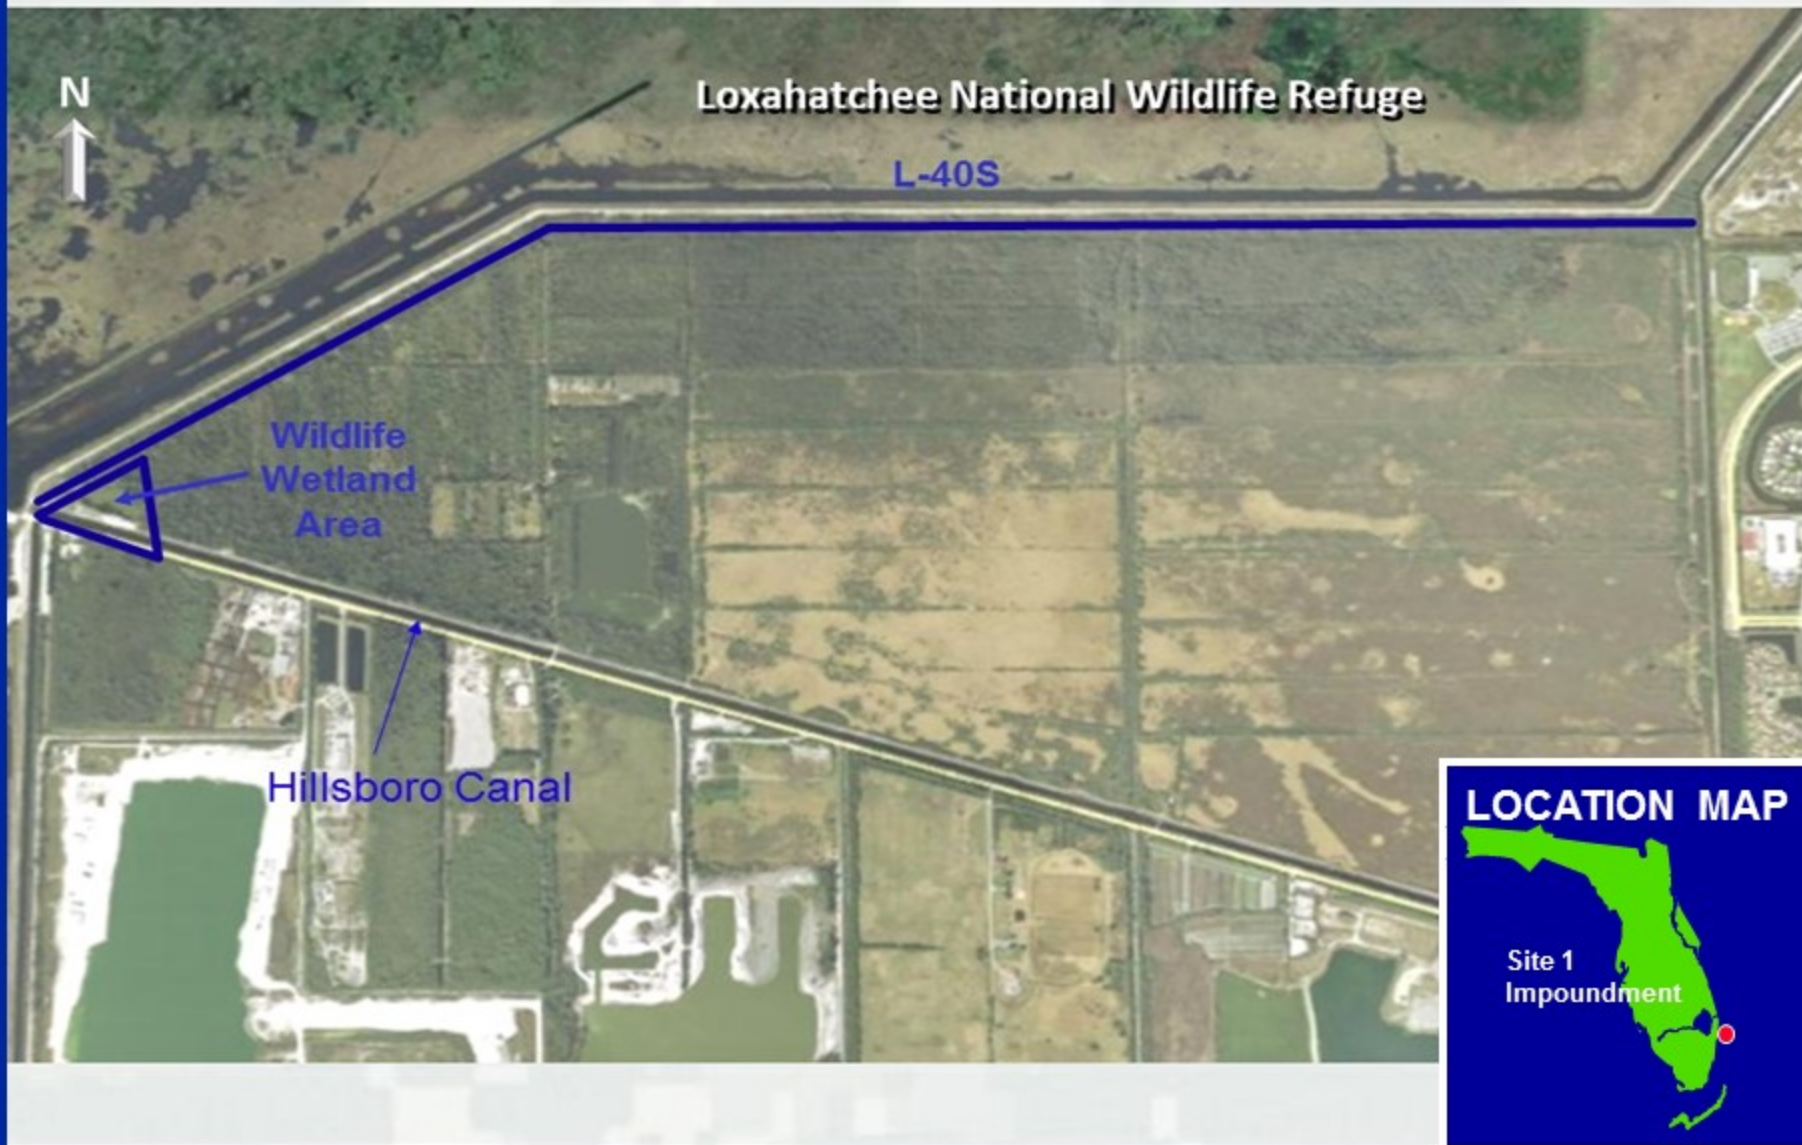 N
Loxahatchee National Wildlife Refuge
L-40S
Wildlife
Wetland
Area
Hillsboro Canal
LOCATION MAP
Site 1
Impoundment